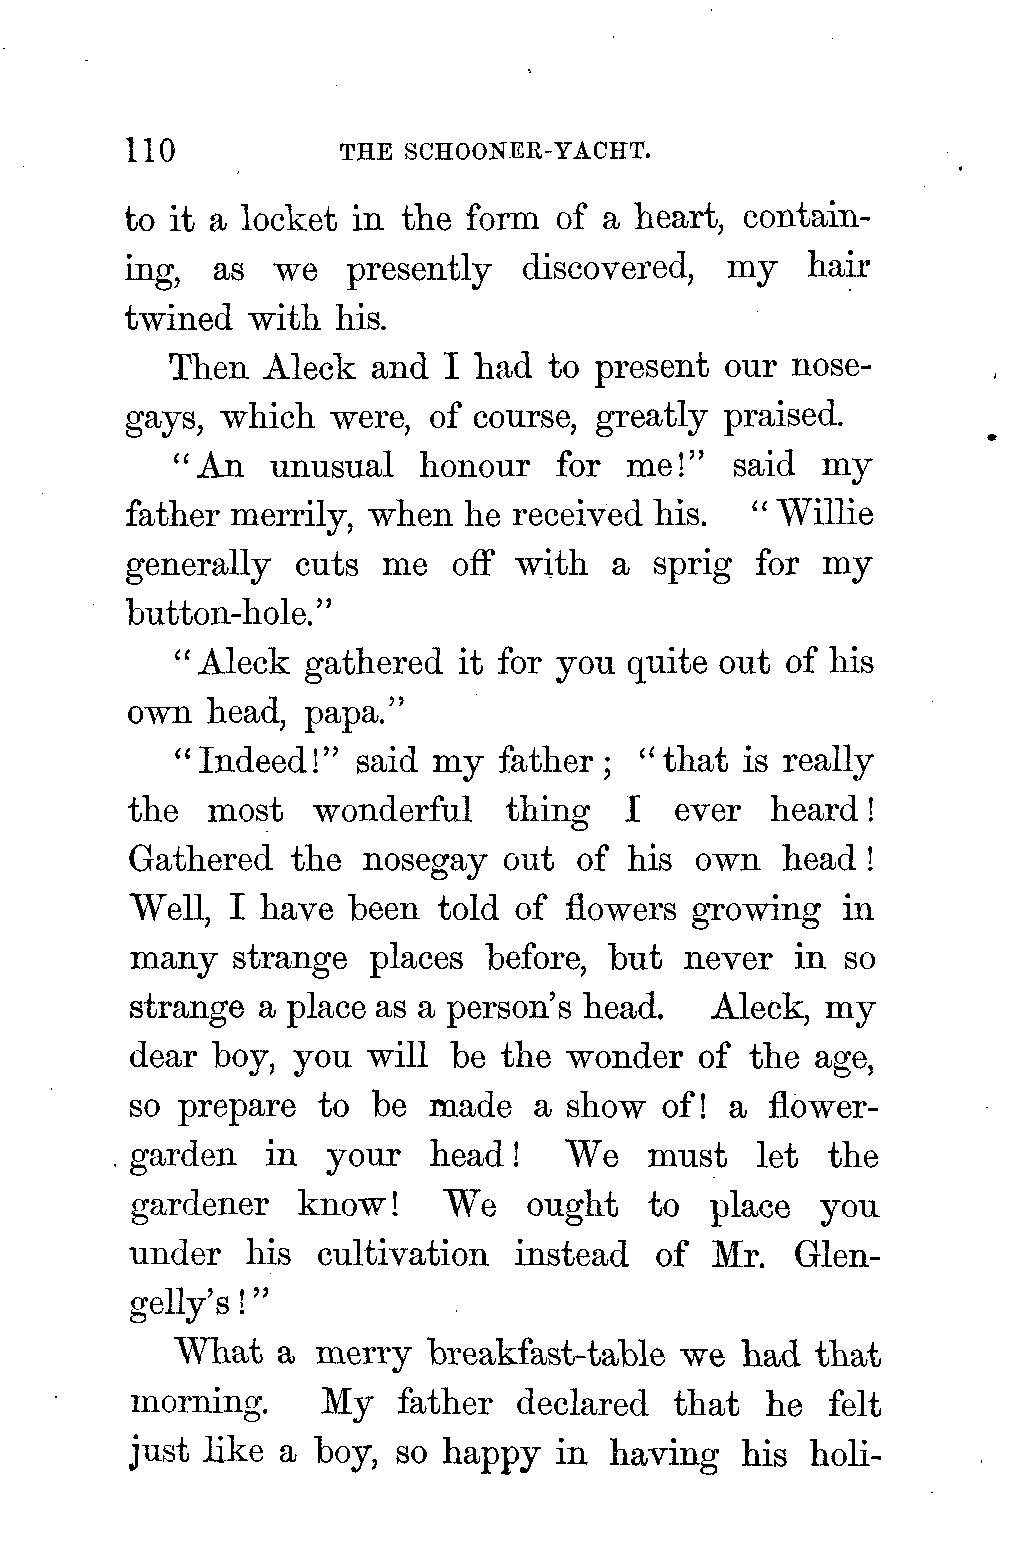 110 THE SCHOONER-YACHT.
to it a locket in the form of a heart, contain-
ing, as we presently discovered, my hair
twined with his.
Then Aleck and I had to present our nose-
gays, which were, of course, greatly praised.
“An unusual honour for me!” said my
father merrily, when he received his. “Willie
generally cuts me off with a sprig for my
button-hole.”
“Aleck gathered it for you quite out of his
own head, papa.”
“Indeed!” said my father; “that is really
the most wonderful thing I ever heard!
Gathered the nosegay out of his own head!
Well, I have been told of flowers growing in
many strange places before, but never in so
strange a place as a person’s head. Aleck, my
dear boy, you will be the wonder of the age,
so prepare to be made a show of! a flower-
garden in your head! We must let the
gardener know! We ought to place you
under his cultivation instead of Mr. Glen-
gelly’s!”
What a merry breakfast-table we had that
morning. My father declared that he felt
just like a boy, so happy in having his holi-